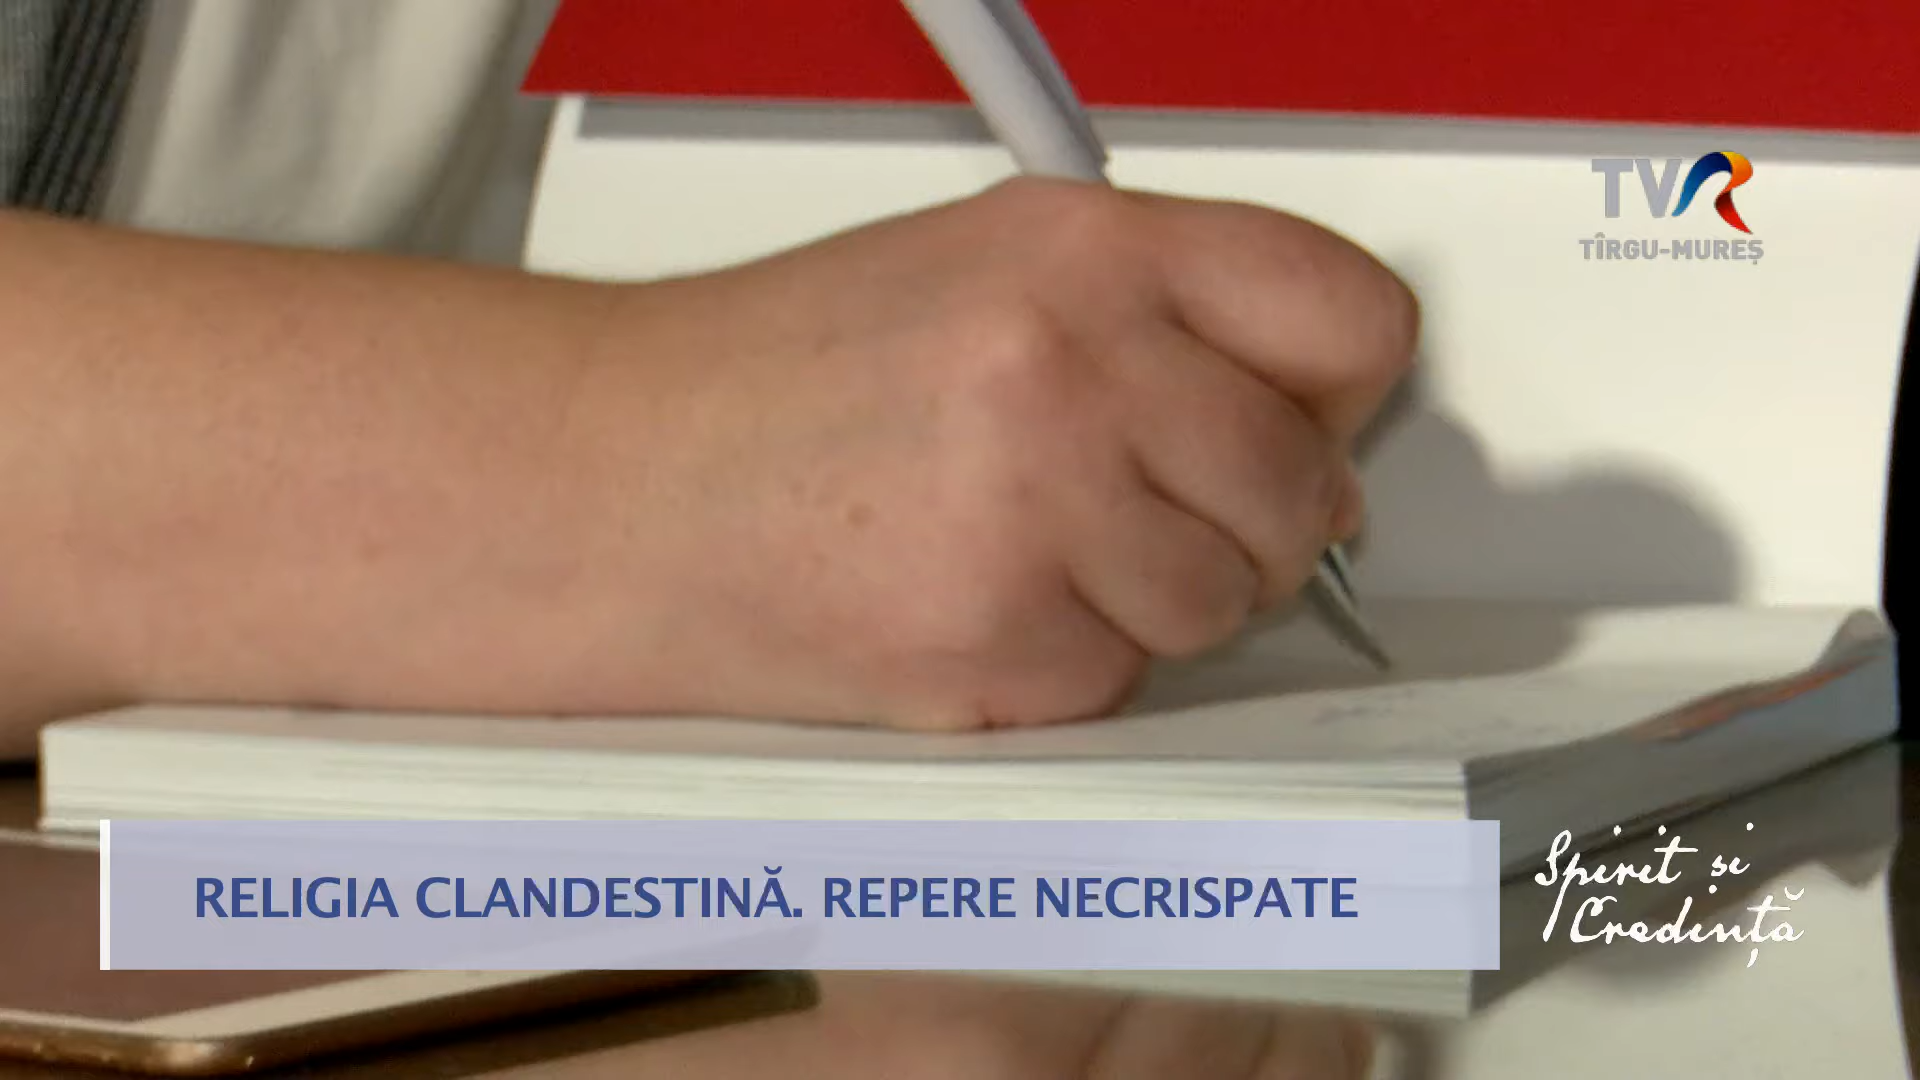 TVR
TÎRGU-MUREȘ
RELIGIA CLANDESTINĂ. REPERE NECRISPATE
Spirit și
Credință